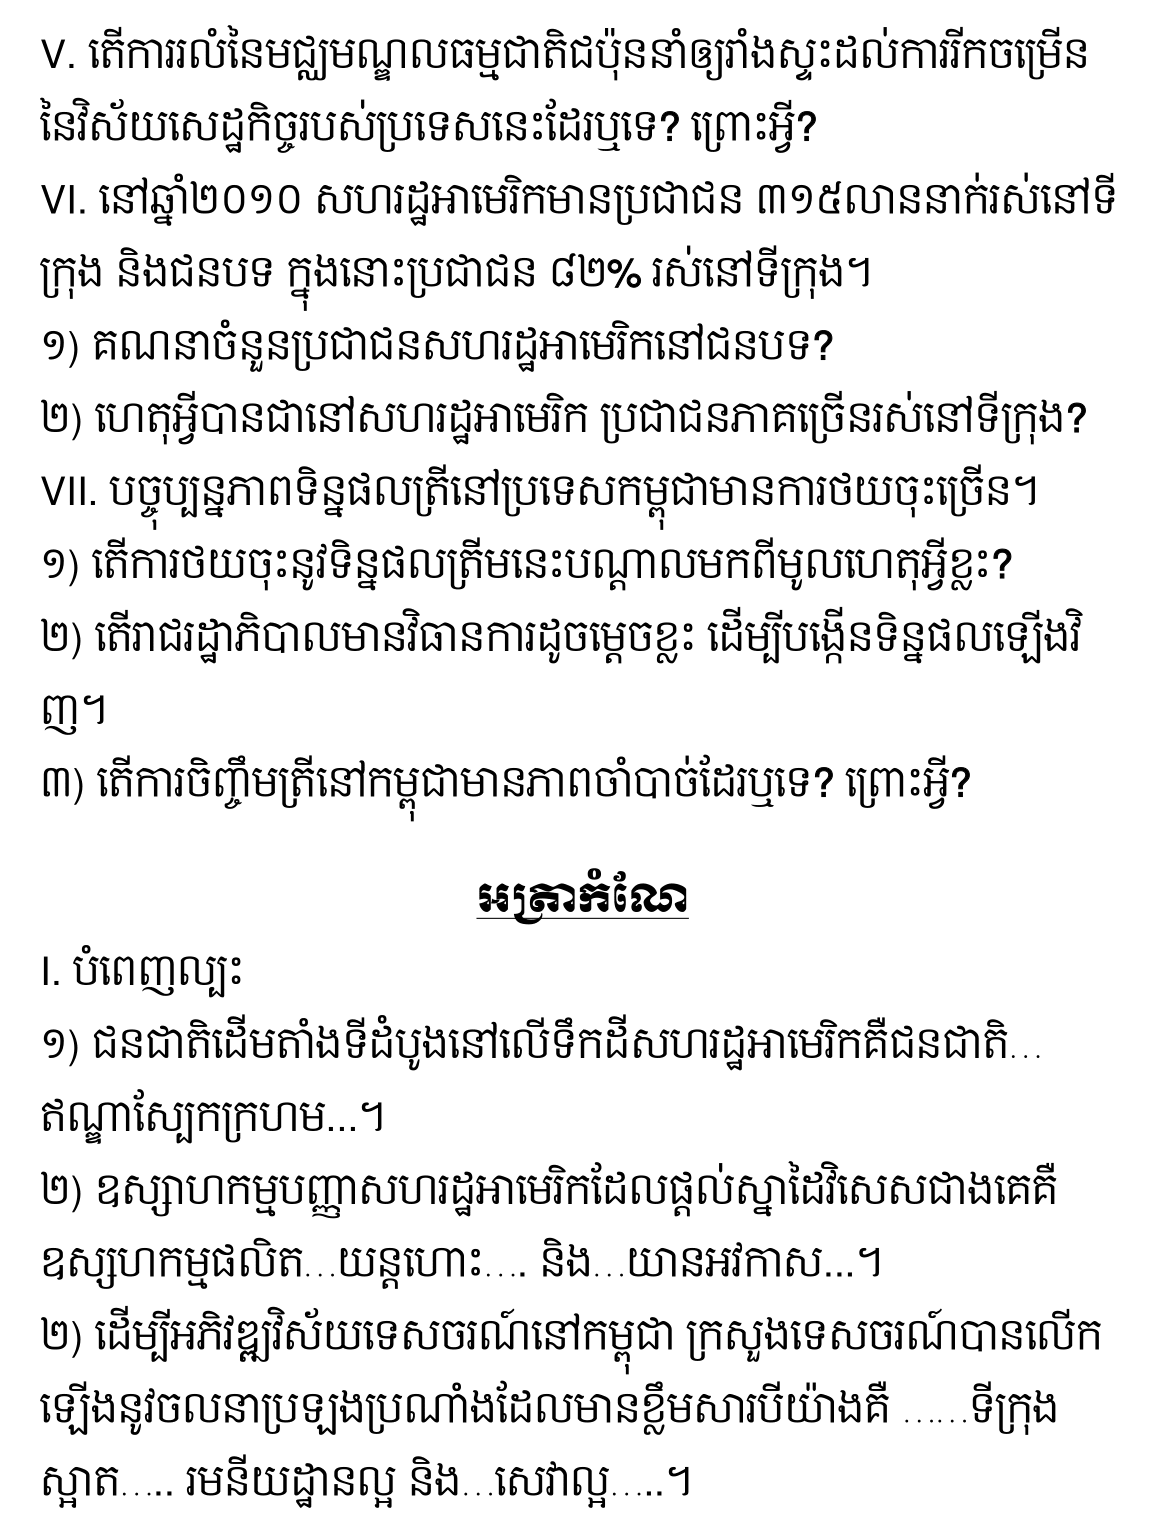 V. តើការរលំនៃមជ្ឈមណ្ឌលធម្មជាតិជប៉ុននាំឲ្យរាំងស្ទះដល់ការរីកចម្រើន
នៃវិស័យសេដ្ឋកិច្ចរបស់ប្រទេសនេះដែរឬទេ? ព្រោះអ្វី?
VI. នៅឆ្នាំ២០១០ សហរដ្ឋអាមេរិកមានប្រជាជន ៣១៥លាននាក់រស់នៅទី
ក្រុង និងជនបទ ក្នុងនោះប្រជាជន ៨២% រស់នៅទីក្រុង។
១) គណនាចំនួនប្រជាជនសហរដ្ឋអាមេរិកនៅជនបទ?
២) ហេតុអ្វីបានជានៅសហរដ្ឋអាមេរិក ប្រជាជនភាគច្រើនរស់នៅទីក្រុង?
VII. បច្ចុប្បន្នភាពទិន្នផលត្រីនៅប្រទេសកម្ពុជាមានការថយចុះច្រើន។
១) តើការថយចុះនូវទិន្នផលត្រីមនេះបណ្តាលមកពីមូលហេតុអ្វីខ្លះ?
២) តើរាជរដ្ឋាភិបាលមានវិធានការដូចម្តេចខ្លះ ដើម្បីបង្កើនទិន្នផលឡើងវិ
ញ។
៣) តើការចិញ្ចឹមត្រីនៅកម្ពុជាមានភាពចាំបាច់ដែរឬទេ? ព្រោះអ្វី?
អត្រាកំណែ
I. បំពេញល្បះ
១) ជនជាតិដើមតាំងទីដំបូងនៅលើទឹកដីសហរដ្ឋអាមេរិកគឺជនជាតិ...
ឥណ្ឌាស្បែកក្រហម...។
២) ឧស្សាហកម្មបញ្ញាសហរដ្ឋអាមេរិកដែលផ្តល់ស្នាដៃវិសេសជាងគេគឺ
ឧស្សហកម្មផលិត...យន្តហោះ.... និង...យានអវកាស...។
២) ដើម្បីអភិវឌ្ឍវិស័យទេសចរណ៍នៅកម្ពុជា ក្រសួងទេសចរណ៍បានលើក
ឡើងនូវចលនាប្រឡងប្រណាំងដែលមានខ្លឹមសារបីយ៉ាងគឺ ......ទីក្រុង
ស្អាត..... រមនីយដ្ឋានល្អ និង...សេវាល្អ.....។